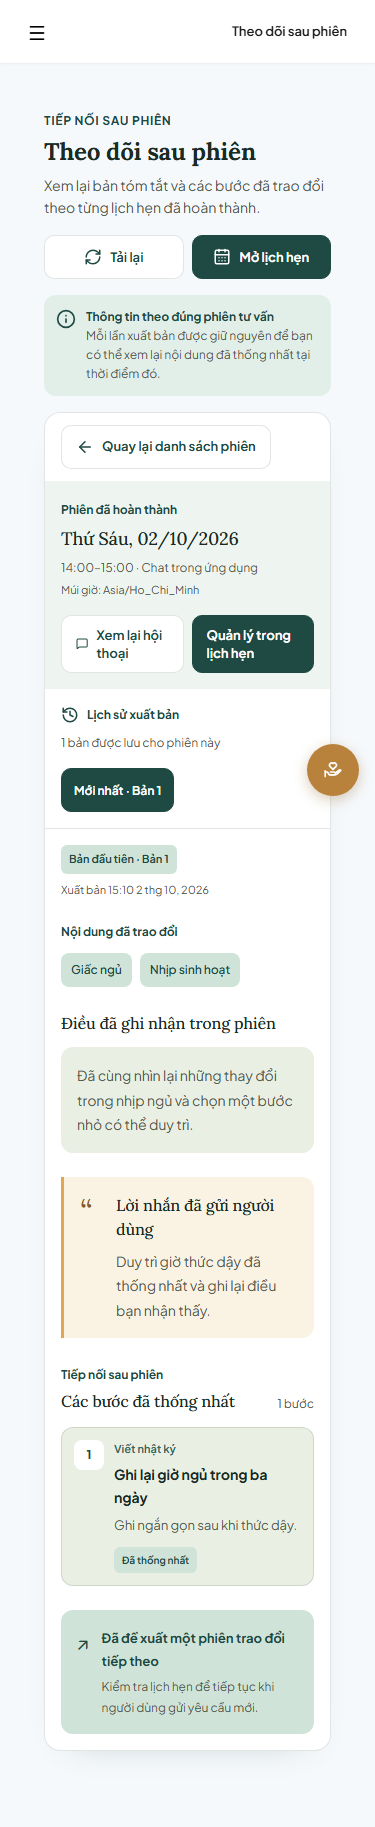 Theo dõi sau phiên
TIẾP NỐI SAU PHIÊN
Theo dõi sau phiên
Xem lại bản tóm tắt và các bước đã trao đổi
theo từng lịch hẹn đã hoàn thành.
Tải lại
Mở lịch hẹn
Thông tin theo đúng phiên tư vấn
Mỗi lần xuất bản được giữ nguyên để bạn
có thể xem lại nội dung đã thống nhất tại
thời điểm đó.
Quay lại danh sách phiên
Phiên đã hoàn thành
Thứ Sáu, 02/10/2026
14:00–15:00 · Chat trong ứng dụng
Múi giờ: Asia/Ho_Chi_Minh
Xem lại hội
thoại
Quản lý trong
lịch hẹn
Lịch sử xuất bản
1 bản được lưu cho phiên này
Mới nhất · Bản 1
Bản đầu tiên · Bản 1
Xuất bản 15:10 2 thg 10, 2026
Nội dung đã trao đổi
Giấc ngủ
Nhịp sinh hoạt
Điều đã ghi nhận trong phiên
Đã cùng nhìn lại những thay đổi
trong nhịp ngủ và chọn một bước
nhỏ có thể duy trì.
“
Lời nhắn đã gửi người
dùng
Duy trì giờ thức dậy đã
thống nhất và ghi lại điều
bạn nhận thấy.
Tiếp nối sau phiên
Các bước đã thống nhất
1 bước
1
Viết nhật ký
Ghi lại giờ ngủ trong ba
ngày
Ghi ngắn gọn sau khi thức dậy.
Đã thống nhất
Đã đề xuất một phiên trao đổi
tiếp theo
Kiểm tra lịch hẹn để tiếp tục khi
người dùng gửi yêu cầu mới.